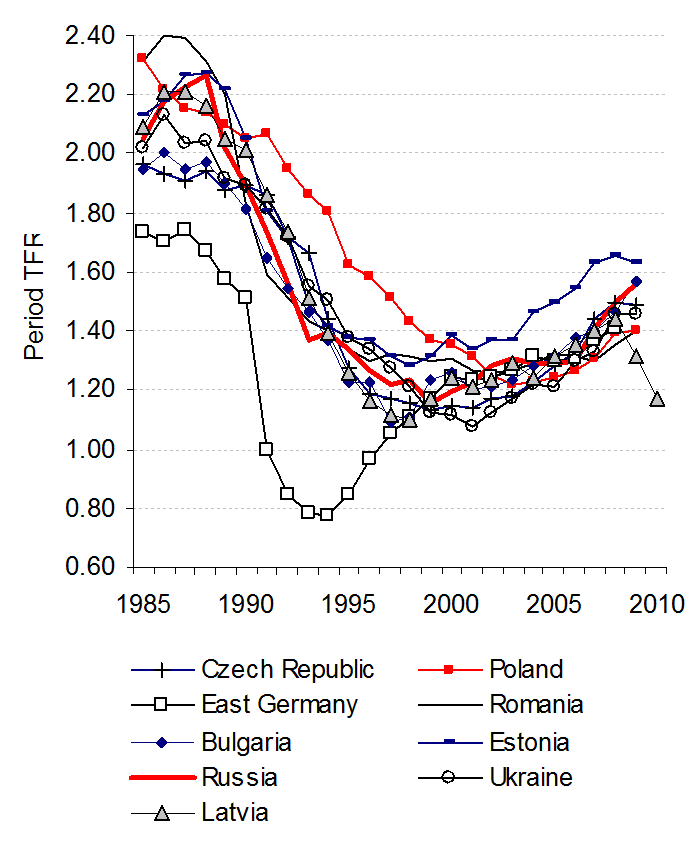 2.40
2.20
2.00
1.80
1.60
1.40
1.20
1.00
0.80
0.60
Period TFR
1985 1990 1995 2000 2005 2010
Czech Republic Poland
East Germany Romania
Bulgaria Estonia
Russia Ukraine
Latvia